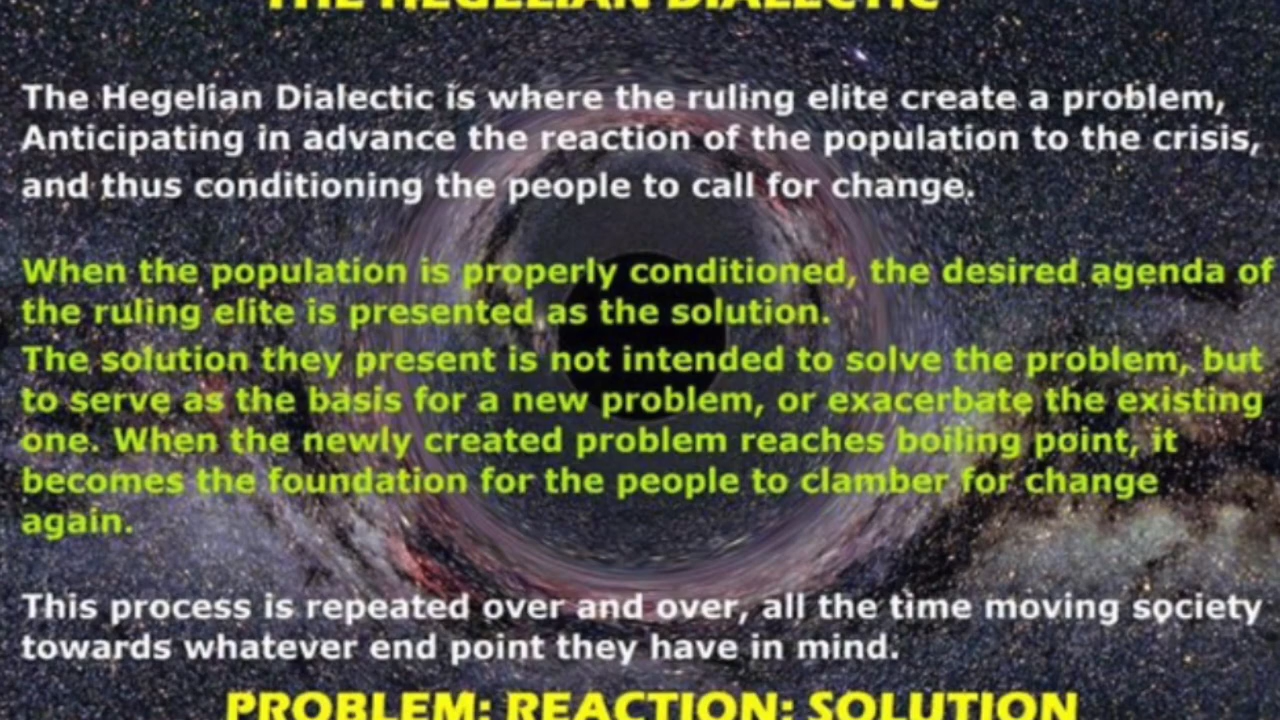 THE HEGELIAN DIALECTIC
The Hegelian Dialectic is where the ruling elite create a problem,
Anticipating in advance the reaction of the population to the crisis,
and thus conditioning the people to call for change.
When the population is properly conditioned, the desired agenda of
the ruling elite is presented as the solution.
The solution they present is not intended to solve the problem, but
to serve as the basis for a new problem, or exacerbate the existing
one. When the newly created problem reaches boiling point, it
becomes the foundation for the people to clamber for change
again.
This process is repeated over and over, all the time moving society
towards whatever end point they have in mind.
PROBLEM: REACTION: SOLUTION